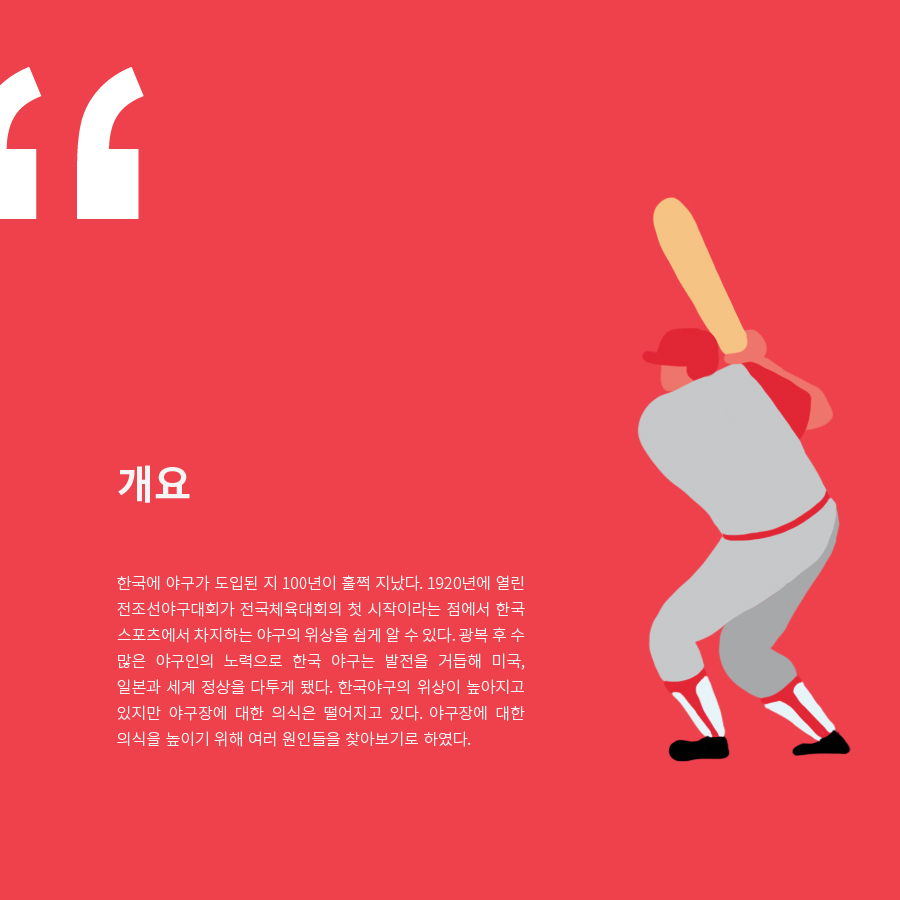 “
개요
한국에 야구가 도입된 지 100년이 훌쩍 지났다. 1920년에 열린
전조선야구대회가 전국체육대회의 첫 시작이라는 점에서 한국
스포츠에서 차지하는 야구의 위상을 쉽게 알 수 있다. 광복 후 수
많은 야구인의 노력으로 한국 야구는 발전을 거듭해 미국,
일본과 세계 정상을 다투게 됐다. 한국야구의 위상이 높아지고
있지만 야구장에 대한 의식은 떨어지고 있다. 야구장에 대한
의식을 높이기 위해 여러 원인들을 찾아보기로 하였다.